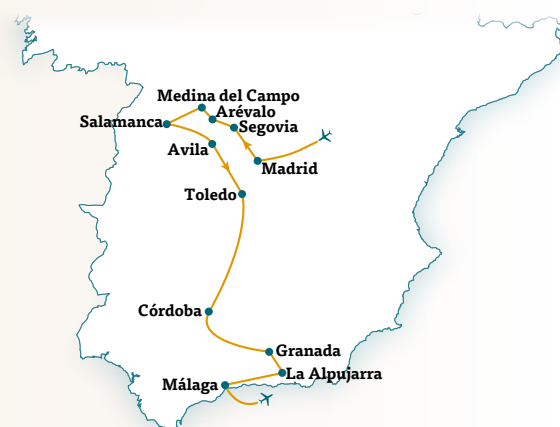 Medina del Campo
Arévalo
Salamanca
Segovia
Avila
Madrid
Toledo
Córdoba
Granada
La Alpujarra
Málaga